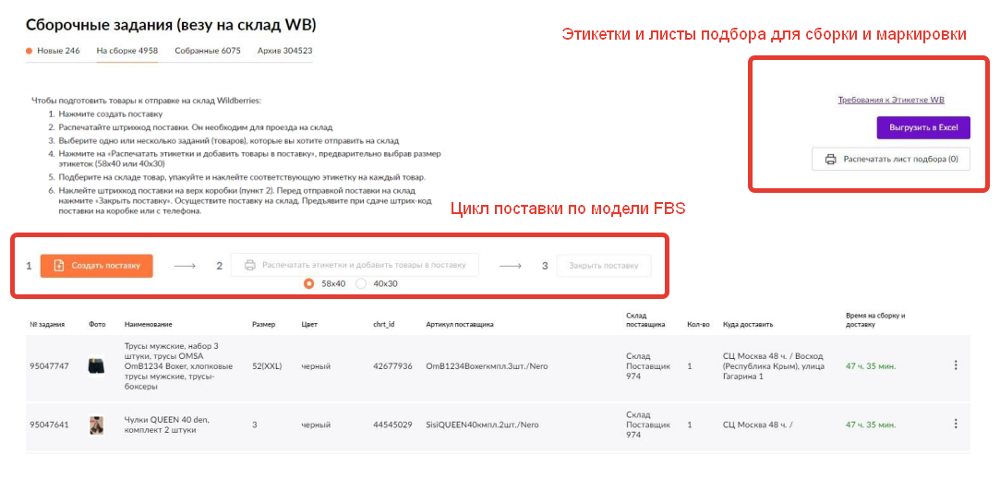 Сборочные задания (везу на склад WB)
Новые 246 На сборке 4958 Собранные 6075 Архив 304523
Этикетки и листы подбора для сборки и маркировки
Чтобы подготовить товары к отправке на склад Wildberries:
1. Нажмите создать поставку
2. Распечатайте штрихкод поставки. Он необходим для проезда на склад
3. Выберите одно или несколько заданий (товаров), которые вы хотите отправить на склад
4. Нажмите на «Распечатать этикетки и добавить товары в поставку», предварительно выбрав размер
этикеток (58x40 или 40x30)
5. Подберите на складе товар, упакуйте и наклейте соответствующую этикетку на каждый товар.
6. Наклейте штрихкод поставки на верх коробки (пункт 2). Перед отправкой поставки на склад
нажмите «Закрыть поставку». Осуществите поставку на склад. Предъявите при сдаче штрих-код
поставки на коробке или с телефона.
Требования к Этикетке WB
Выгрузить в Excel
Распечатать лист подбора (0)
Цикл поставки по модели FBS
1 Создать поставку 2 Распечатать этикетки и добавить товары в поставку 3 Закрыть поставку
58x40 40x30
№ задания Фото Наименование Размер Цвет chrt_id Артикул поставщика Склад поставщика Кол-во Куда доставить Время на сборку и доставку
95047747
Трусы мужские, набор 3
штуки, трусы OMSA
OmB1234 Boxer, хлопковые
трусы мужские, трусы-
боксеры
52(XXL) черный 42677936 OmB1234Boxerкмпл.3шт./Nero
Склад
Поставщик
974
1
СЦ Москва 48 ч. / Восход
(Республика Крым), улица
Гагарина 1
47 ч. 35 мин.
95047641
Чулки QUEEN 40 den,
комплект 2 штуки
3 черный 44545029 SisiQUEEN40кмпл.2шт./Nero
Склад
Поставщик
974
1 СЦ Москва 48 ч. / 47 ч. 35 мин.